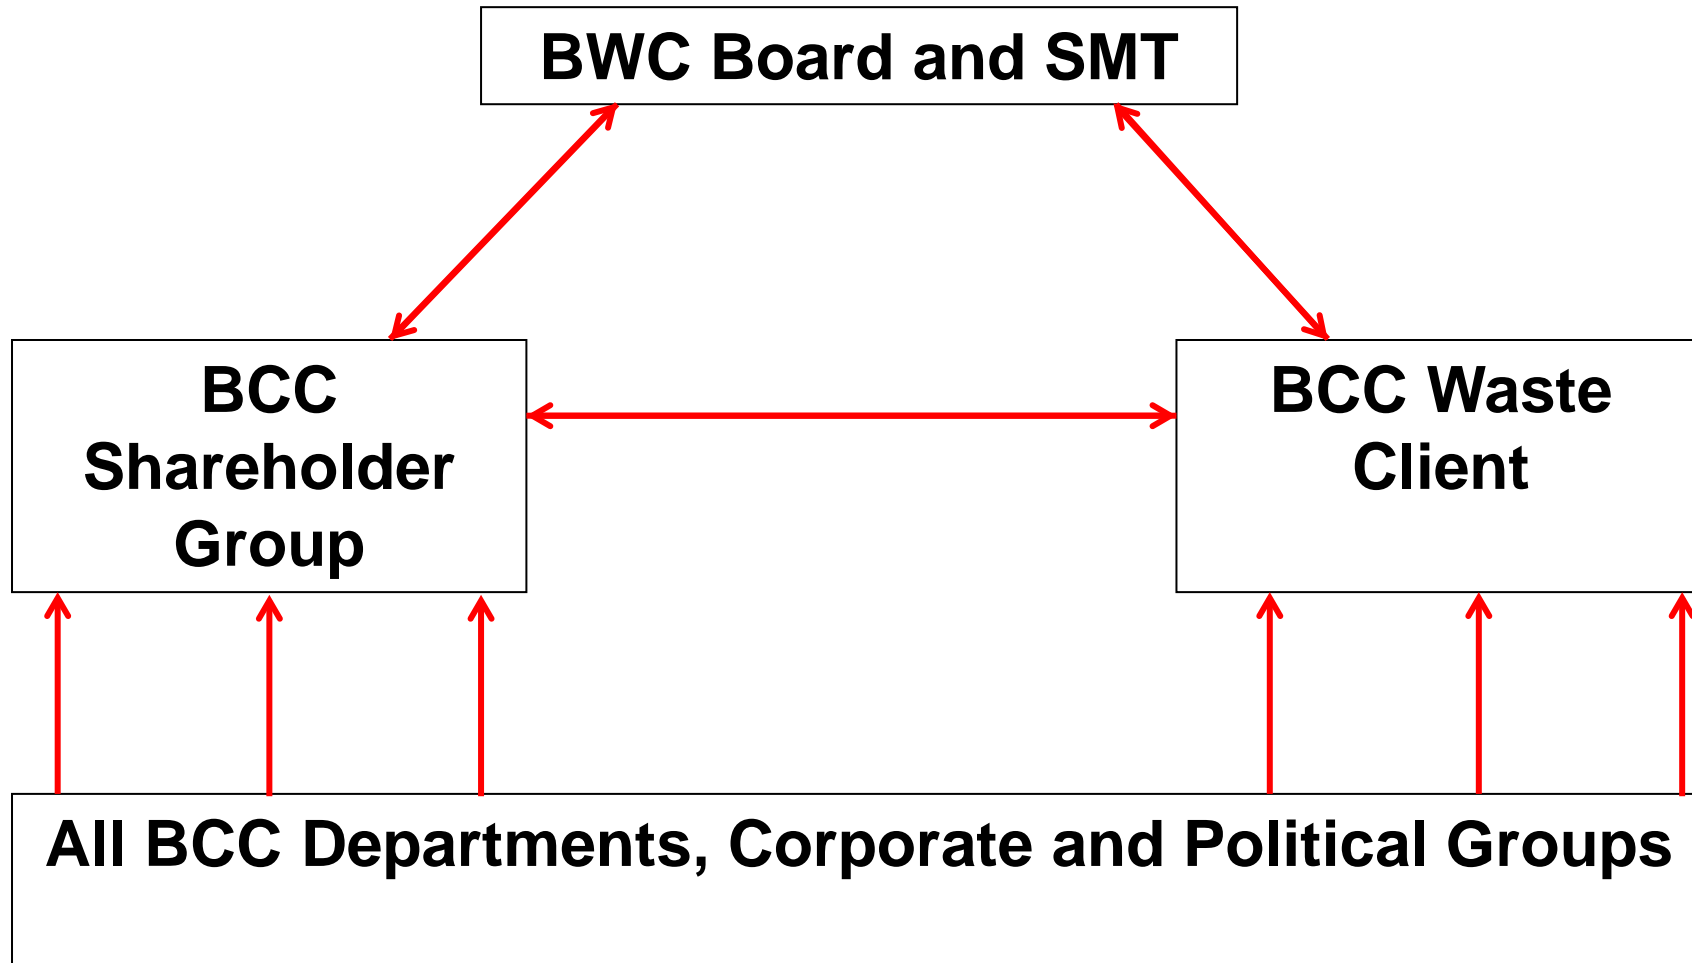 BWC Board and SMT
BCC
Shareholder
Group
BCC Waste
Client
All BCC Departments, Corporate and Political Groups